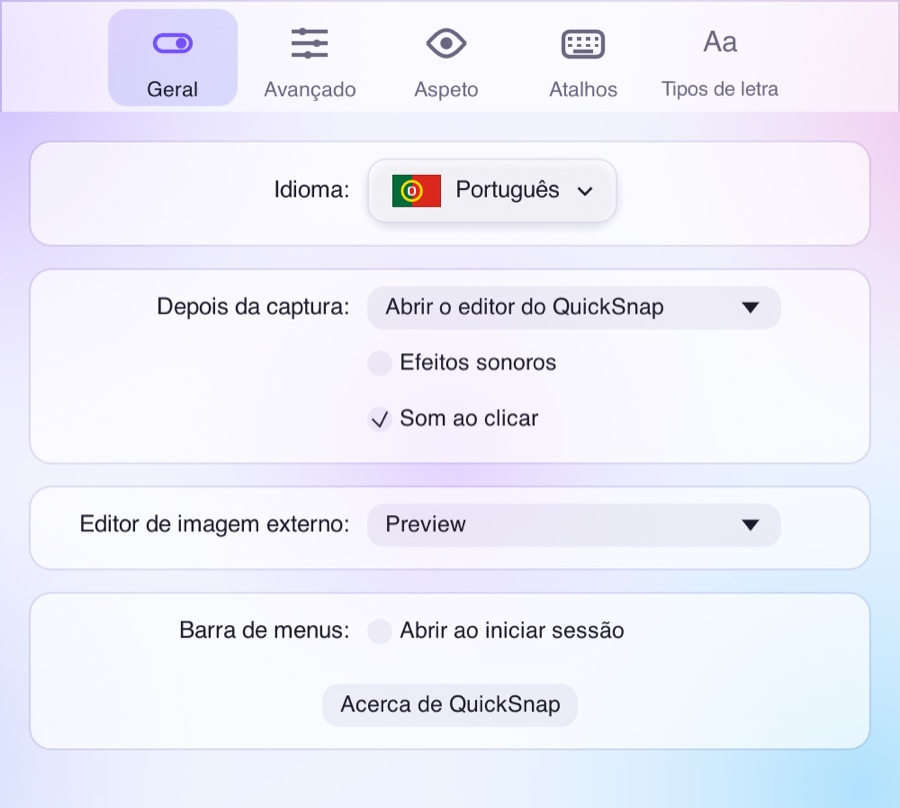 Geral
Avançado
Aspeto
Atalhos
Aa
Tipos de letra
Idioma: Português
Depois da captura: Abrir o editor do QuickSnap
Efeitos sonoros
Som ao clicar
Editor de imagem externo: Preview
Barra de menus: Abrir ao iniciar sessão
Acerca de QuickSnap